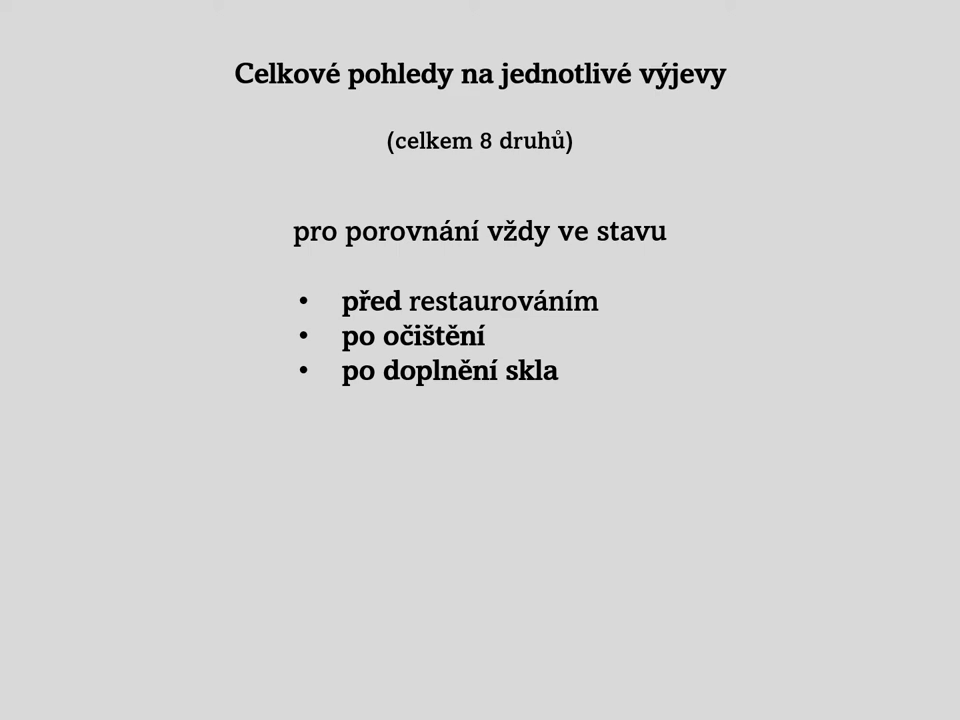 Celkové pohledy na jednotlivé výjevy
(celkem 8 druhů)
pro porovnání vždy ve stavu
• před restaurováním
• po očištění
• po doplnění skla